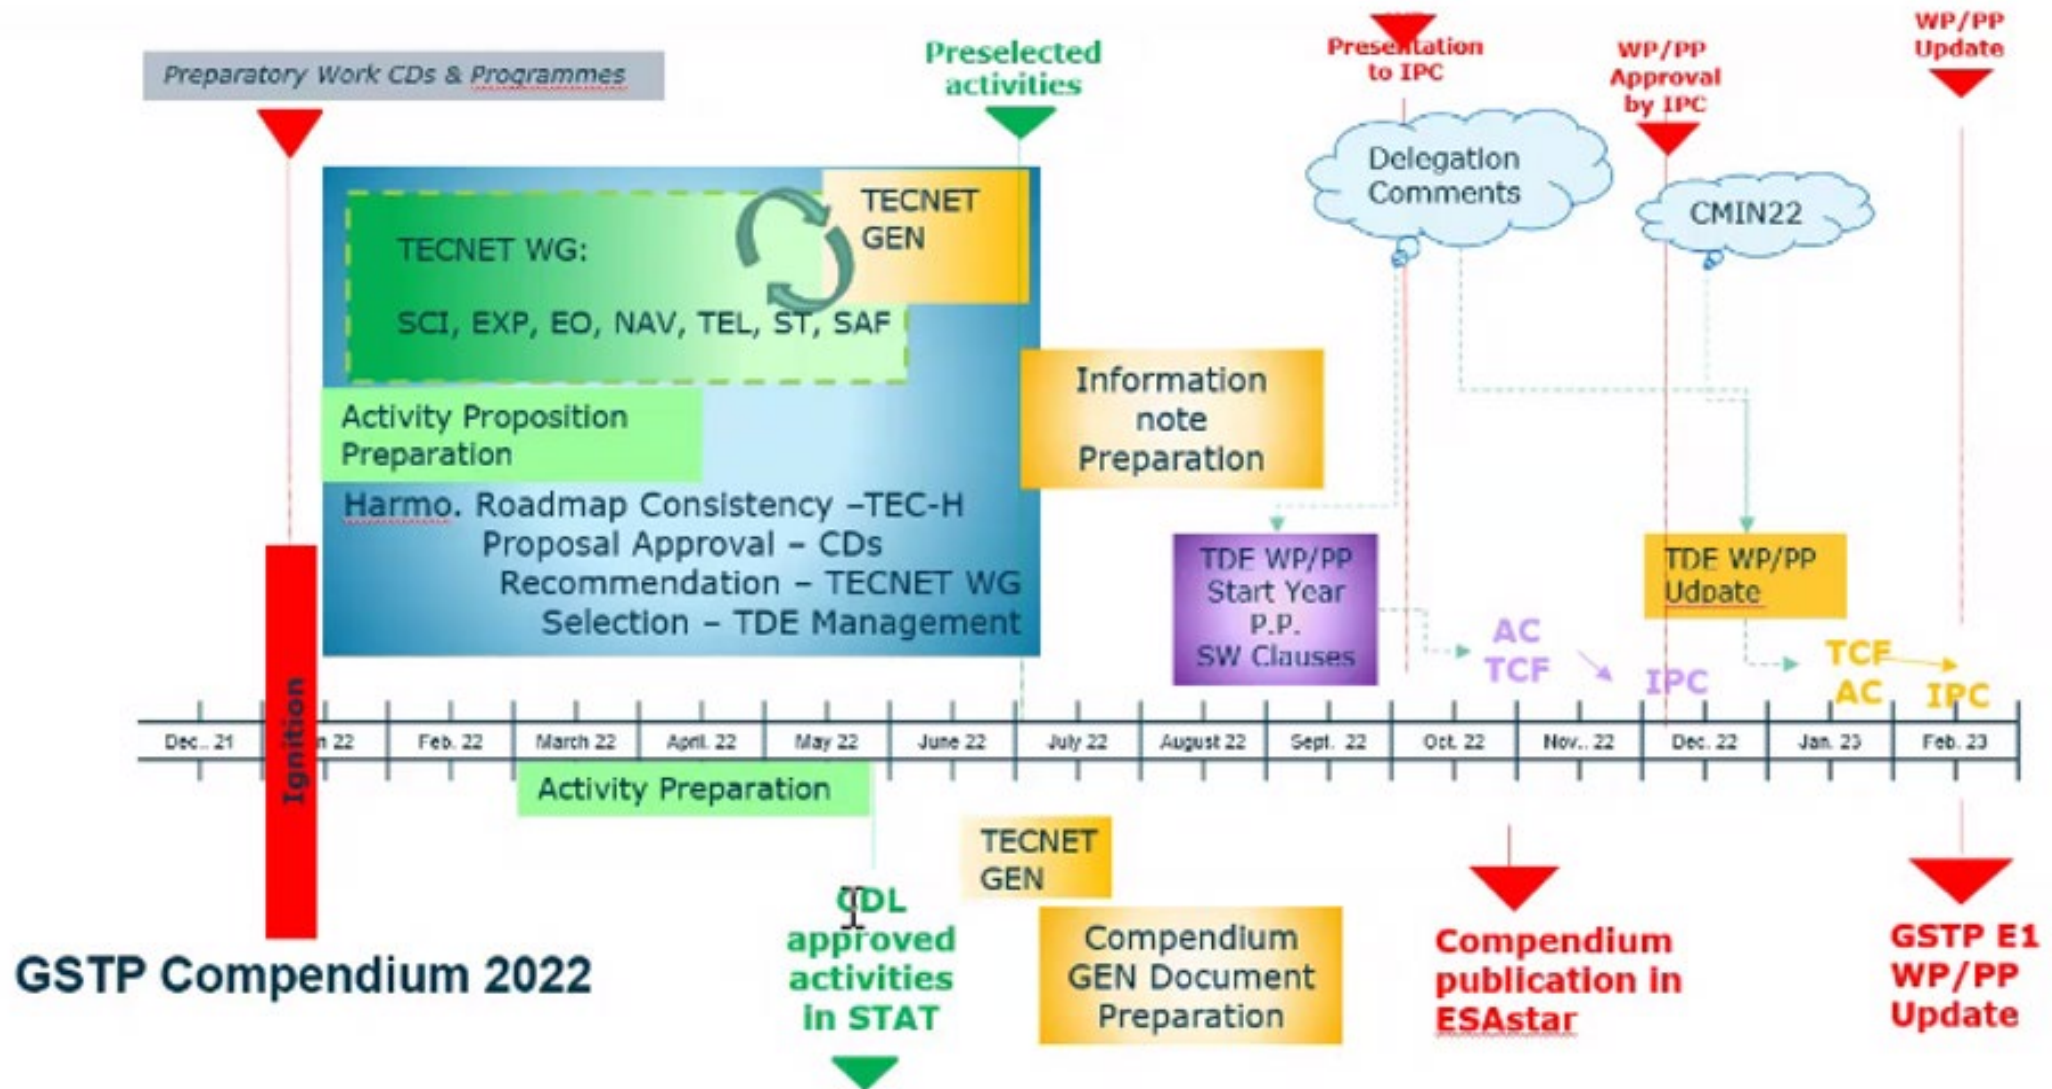 Preparatory Work CDs & Programmes
Preselected
activities
Presentation
to IPC
WP/PP
Approval
by IPC
WP/PP
Update
TECNET WG:
SCI, EXP, EO, NAV, TEL, ST, SAF
TECNET
GEN
Delegation
Comments
CMIN22
Activity Proposition
Preparation
Information
note
Preparation
Harmo. Roadmap Consistency –TEC-H
Proposal Approval – CDs
Recommendation – TECNET WG
Selection – TDE Management
TDE WP/PP
Start Year
P.P.
SW Clauses
TDE WP/PP
Udpate
AC
TCF
IPC
TCF
AC
IPC
Ignition
Dec.. 21
n 22
Feb. 22
March 22
April. 22
May 22
June 22
July 22
August 22
Sept. 22
Oct. 22
Nov.. 22
Dec. 22
Jan. 23
Feb. 23
Activity Preparation
TECNET
GEN
CDL
approved
activities
in STAT
Compendium
GEN Document
Preparation
Compendium
publication in
ESAstar
GSTP E1
WP/PP
Update
GSTP Compendium 2022